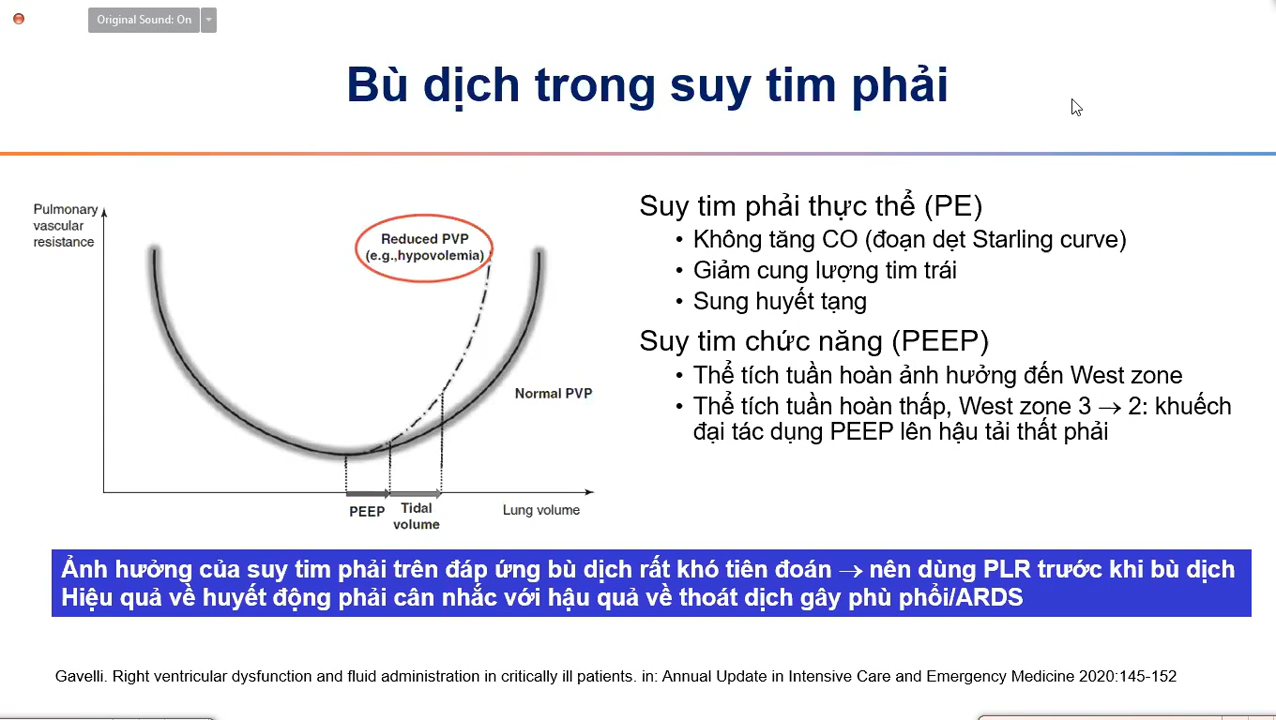 Original Sound: On
Bù dịch trong suy tim phải
Pulmonary
vascular
resistance
Reduced PVP
(e.g.,hypovolemia)
Normal PVP
PEEP
Tidal
volume
Lung volume
Suy tim phải thực thể (PE)
• Không tăng CO (đoạn dẹt Starling curve)
• Giảm cung lượng tim trái
• Sung huyết tạng
Suy tim chức năng (PEEP)
• Thể tích tuần hoàn ảnh hưởng đến West zone
• Thể tích tuần hoàn thấp, West zone 3 → 2: khuếch
đại tác dụng PEEP lên hậu tải thất phải
Ảnh hưởng của suy tim phải trên đáp ứng bù dịch rất khó tiên đoán → nên dùng PLR trước khi bù dịch
Hiệu quả về huyết động phải cân nhắc với hậu quả về thoát dịch gây phù phổi/ARDS
Gavelli. Right ventricular dysfunction and fluid administration in critically ill patients. in: Annual Update in Intensive Care and Emergency Medicine 2020:145-152